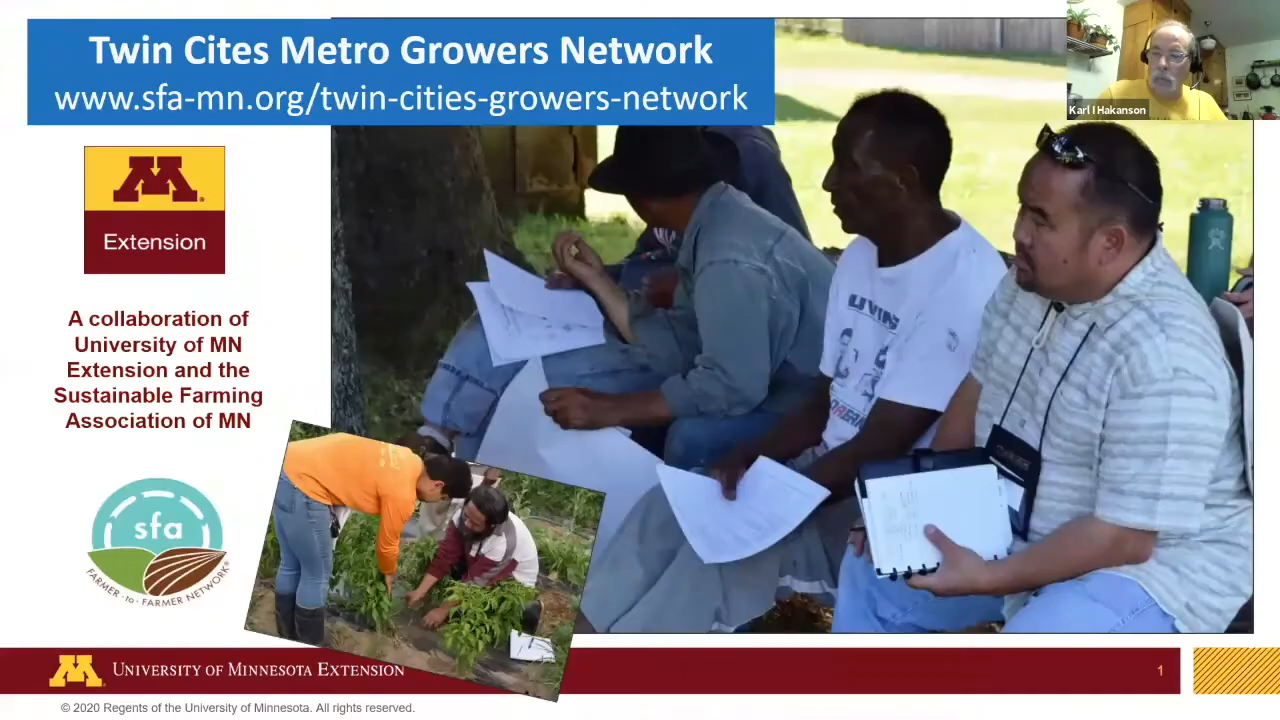 Twin Cites Metro Growers Network
www.sfa-mn.org/twin-cities-growers-network
Karl I Hakanson
M
Extension
A collaboration of
University of MN
Extension and the
Sustainable Farming
Association of MN
sfa
FARMER -to- FARMER NETWORK®
LIVING
M
UNIVERSITY OF MINNESOTA EXTENSION
1
© 2020 Regents of the University of Minnesota. All rights reserved.